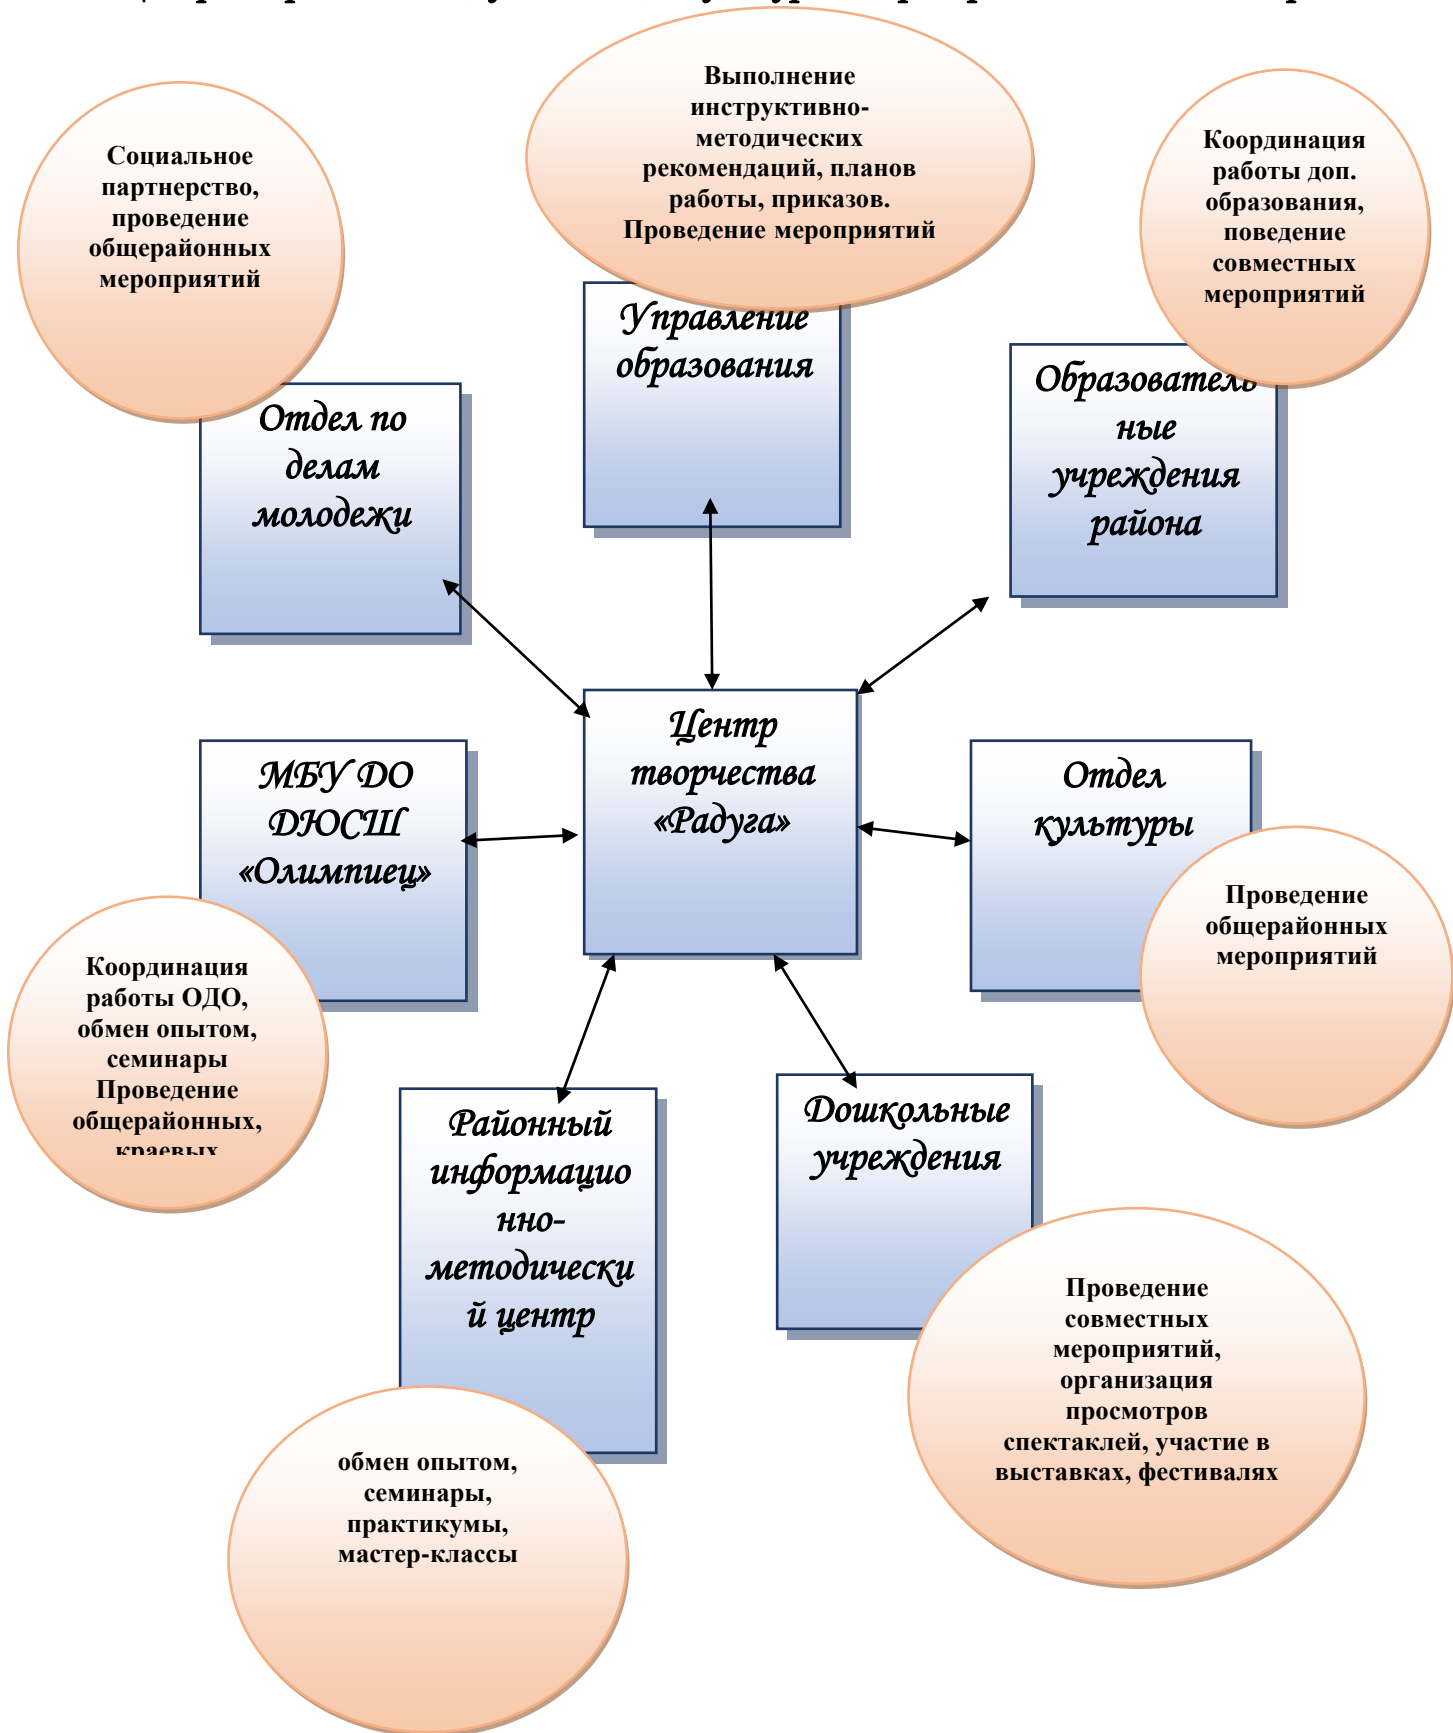 Выполнение
инструктивно-
методических
рекомендаций, планов
работы, приказов.
Проведение мероприятий
Социальное
партнерство,
проведение
общерайонных
мероприятий
Координация
работы доп.
образования,
поведение
совместных
мероприятий
Управление
образования
Образователь
ные
учреждения
района
Отдел по
делам
молодежи
Центр
творчества
«Радуга»
МБУ ДО
ДЮСШ
«Олимпиец»
Отдел
культуры
Проведение
общерайонных
мероприятий
Координация
работы ОДО,
обмен опытом,
семинары
Проведение
общерайонных,
краевых
Районный
информацио
нно-
методически
й центр
Дошкольные
учреждения
Проведение
совместных
мероприятий,
организация
просмотров
спектаклей, участие в
выставках, фестивалях
обмен опытом,
семинары,
практикумы,
мастер-классы